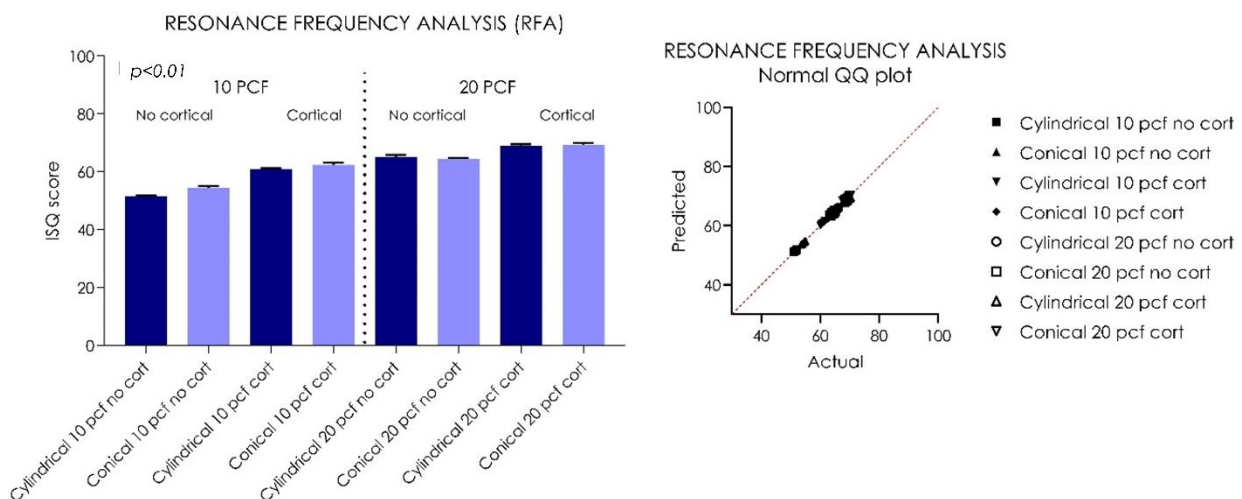 RESONANCE FREQUENCY ANALYSIS (RFA)
p<0.01
10 PCF
20 PCF
No cortical
Cortical
No cortical
Cortical
ISQ score
100
80
60
40
20
0
Cylindrical 10 pcf no cort
Conical 10 pcf no cort
Cylindrical 10 pcf cort
Conical 10 pcf cort
Cylindrical 20 pcf no cort
Conical 20 pcf no cort
Cylindrical 20 pcf cort
Conical 20 pcf cort
RESONANCE FREQUENCY ANALYSIS
Normal QQ plot
Predicted
100
80
60
40
40
60
80
100
Actual
Cylindrical 10 pcf no cort
Conical 10 pcf no cort
Cylindrical 10 pcf cort
Conical 10 pcf cort
Cylindrical 20 pcf no cort
Conical 20 pcf no cort
Cylindrical 20 pcf cort
Conical 20 pcf cort